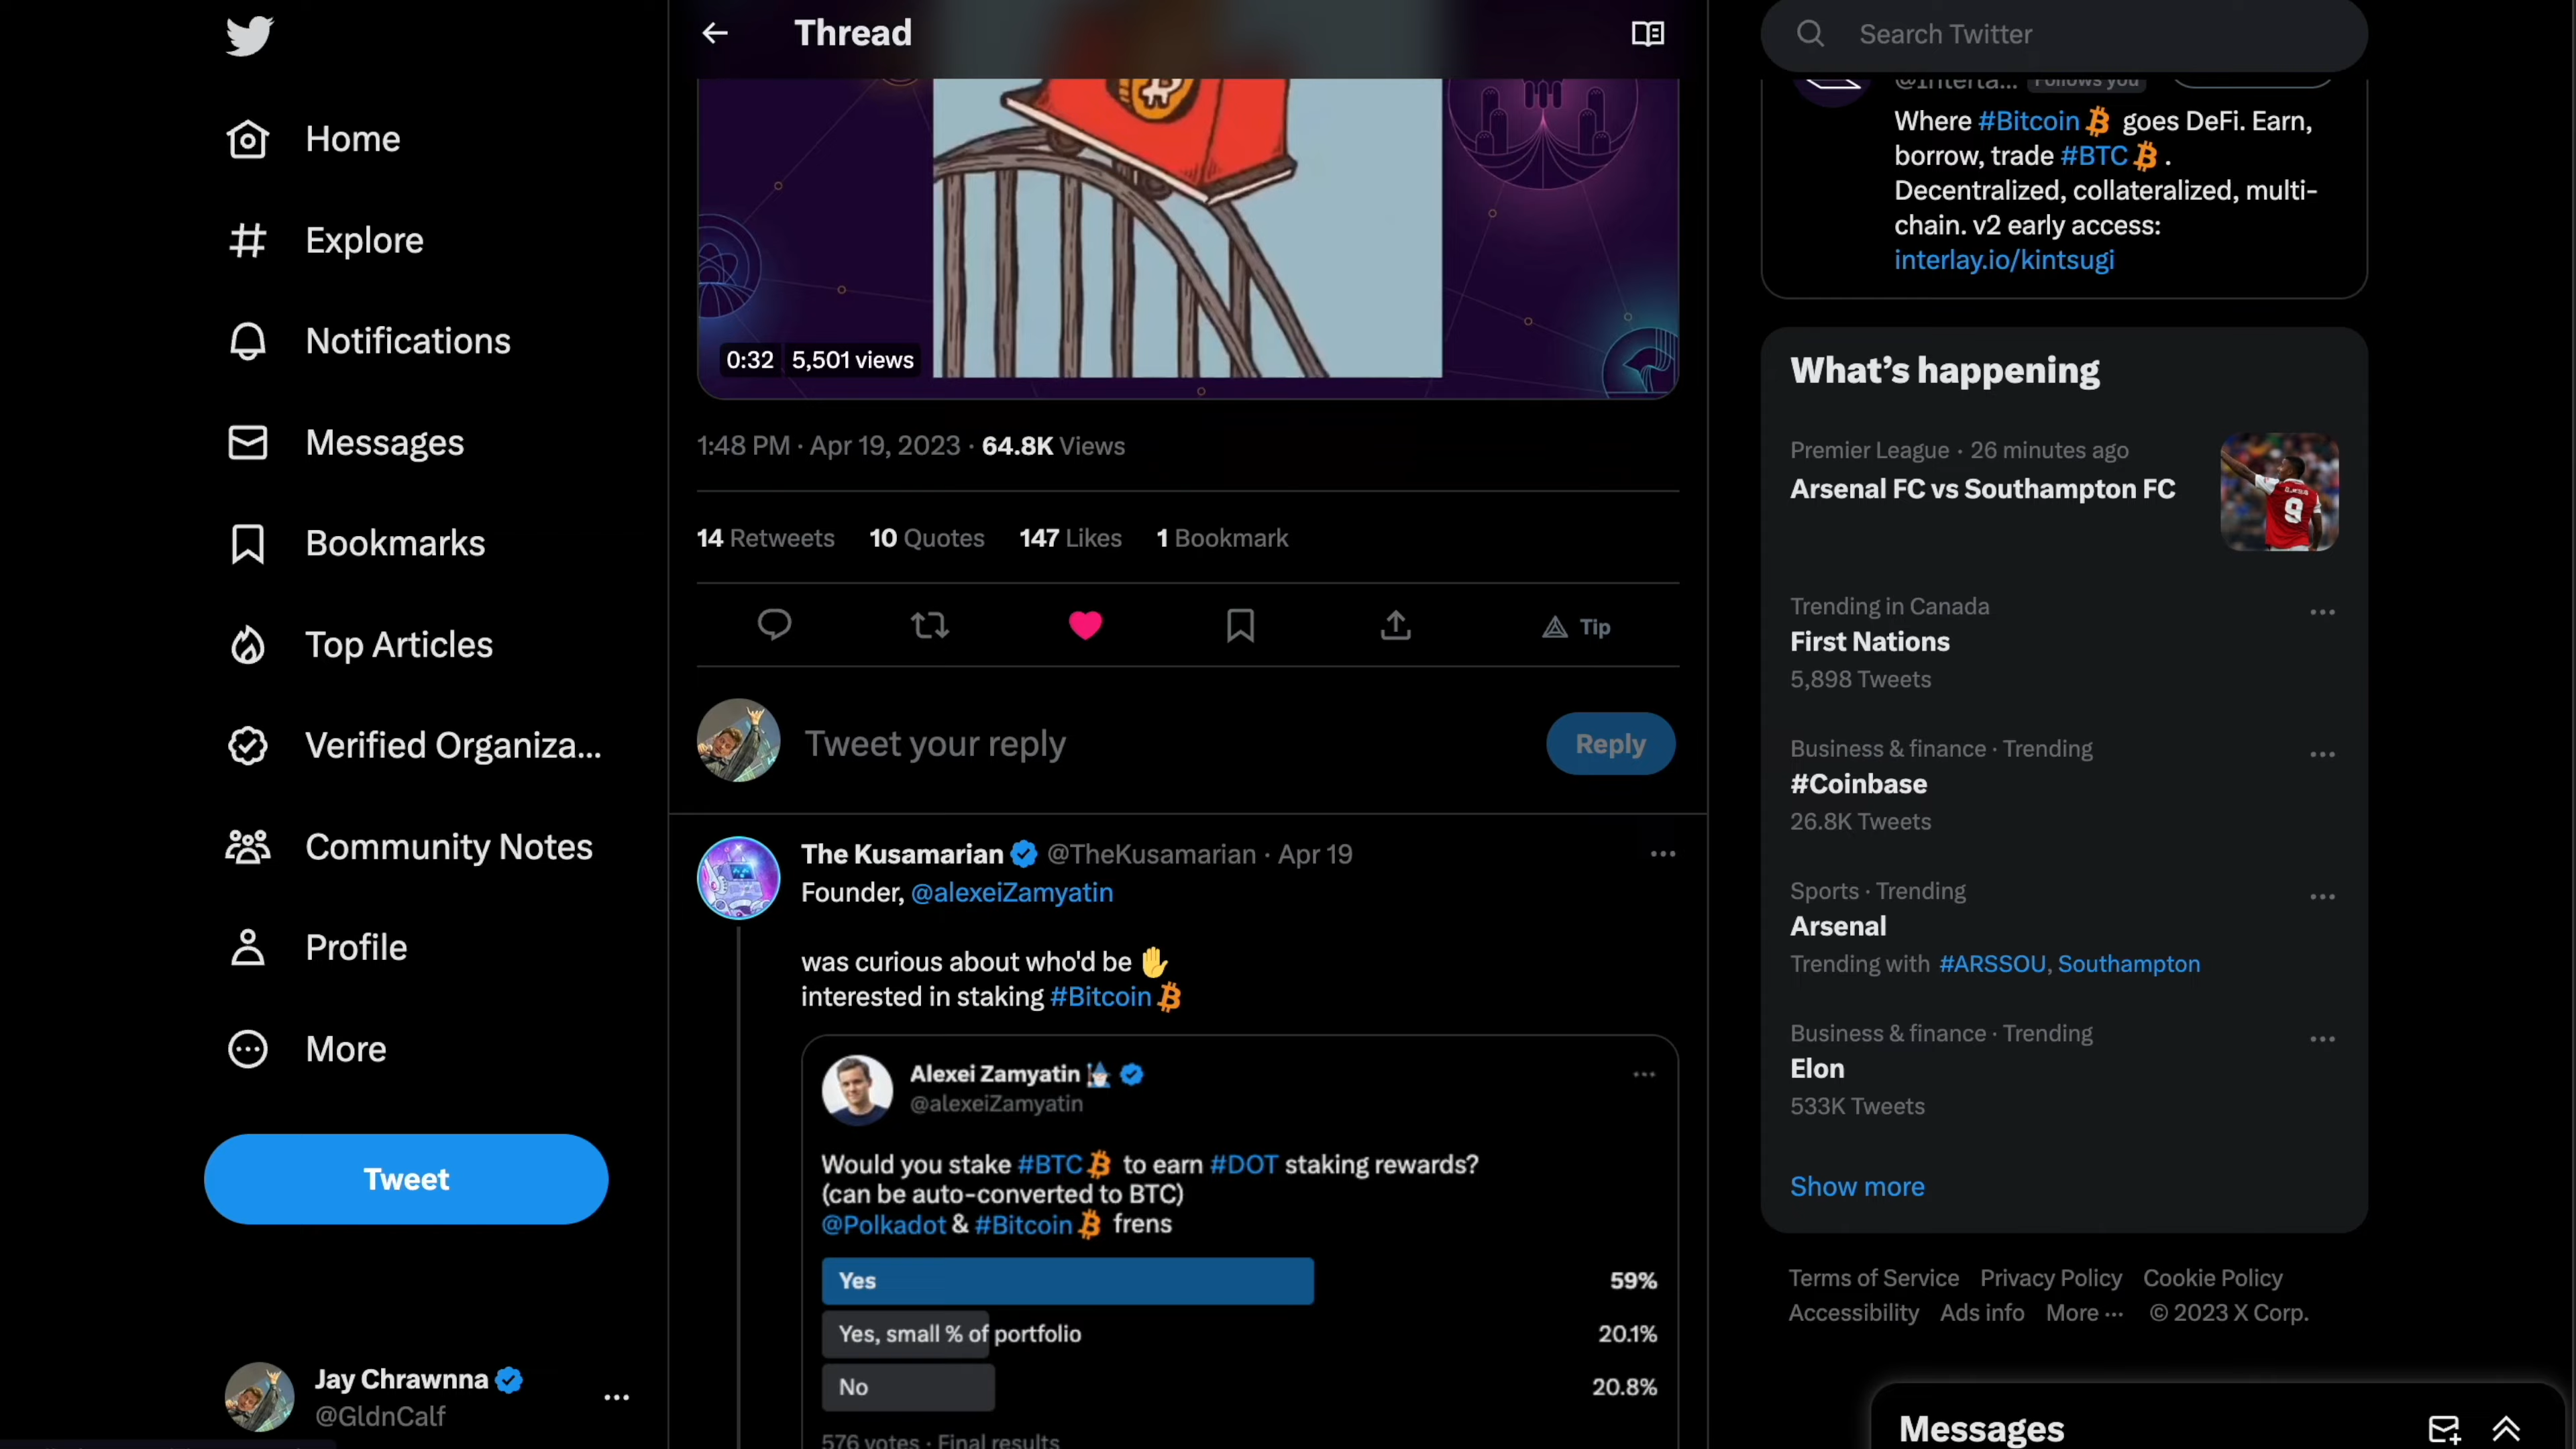 Home
Explore
Notifications
Messages
Bookmarks
Top Articles
Verified Organiza...
Community Notes
Profile
More
Tweet
Jay Chrawnna
@GldnCalf
Thread
0:32 5,501 views
1:48 PM · Apr 19, 2023 · 64.8K Views
14 Retweets 10 Quotes 147 Likes 1 Bookmark
Tip
Tweet your reply
Reply
The Kusamarian @TheKusamarian · Apr 19
Founder, @alexeiZamyatin
was curious about who'd be ✋
interested in staking #Bitcoin
Alexei Zamyatin
@alexeiZamyatin
Would you stake #BTC to earn #DOT staking rewards?
(can be auto-converted to BTC)
@Polkadot & #Bitcoin frens
Yes 59%
Yes, small % of portfolio 20.1%
No 20.8%
576 votes · Final results
Search Twitter
@Interla... Follows you
Where #Bitcoin goes DeFi. Earn,
borrow, trade #BTC .
Decentralized, collateralized, multi-
chain. v2 early access:
interlay.io/kintsugi
What's happening
Premier League · 26 minutes ago
Arsenal FC vs Southampton FC
9
Trending in Canada
First Nations
5,898 Tweets
Business & finance · Trending
#Coinbase
26.8K Tweets
Sports · Trending
Arsenal
Trending with #ARSSOU, Southampton
Business & finance · Trending
Elon
533K Tweets
Show more
Terms of Service Privacy Policy Cookie Policy
Accessibility Ads info More ··· © 2023 X Corp.
Messages